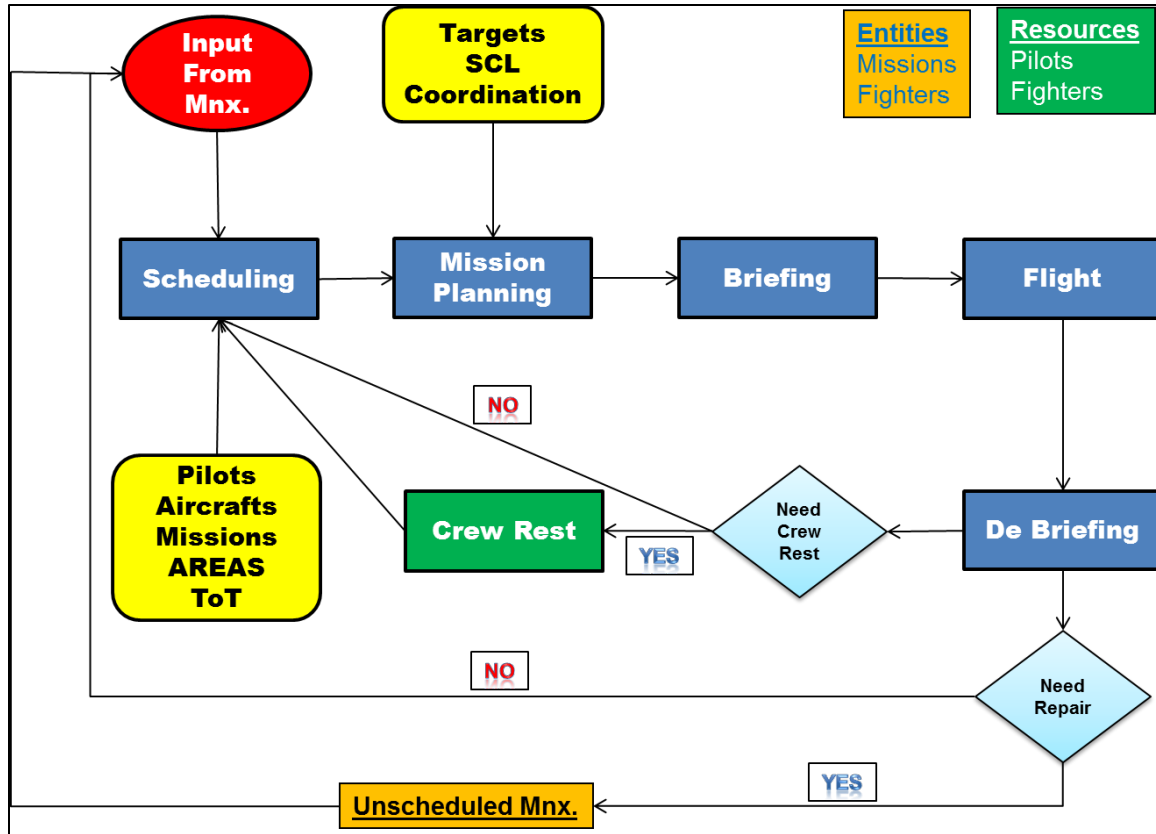 Input
From
Mnx.
Targets
SCL
Coordination
Entities
Missions
Fighters
Resources
Pilots
Fighters
Scheduling
Mission
Planning
Briefing
Flight
NO
Pilots
Aircrafts
Missions
AREAS
ToT
Crew Rest
YES
Need
Crew
Rest
De Briefing
NO
Need
Repair
YES
Unscheduled Mnx.